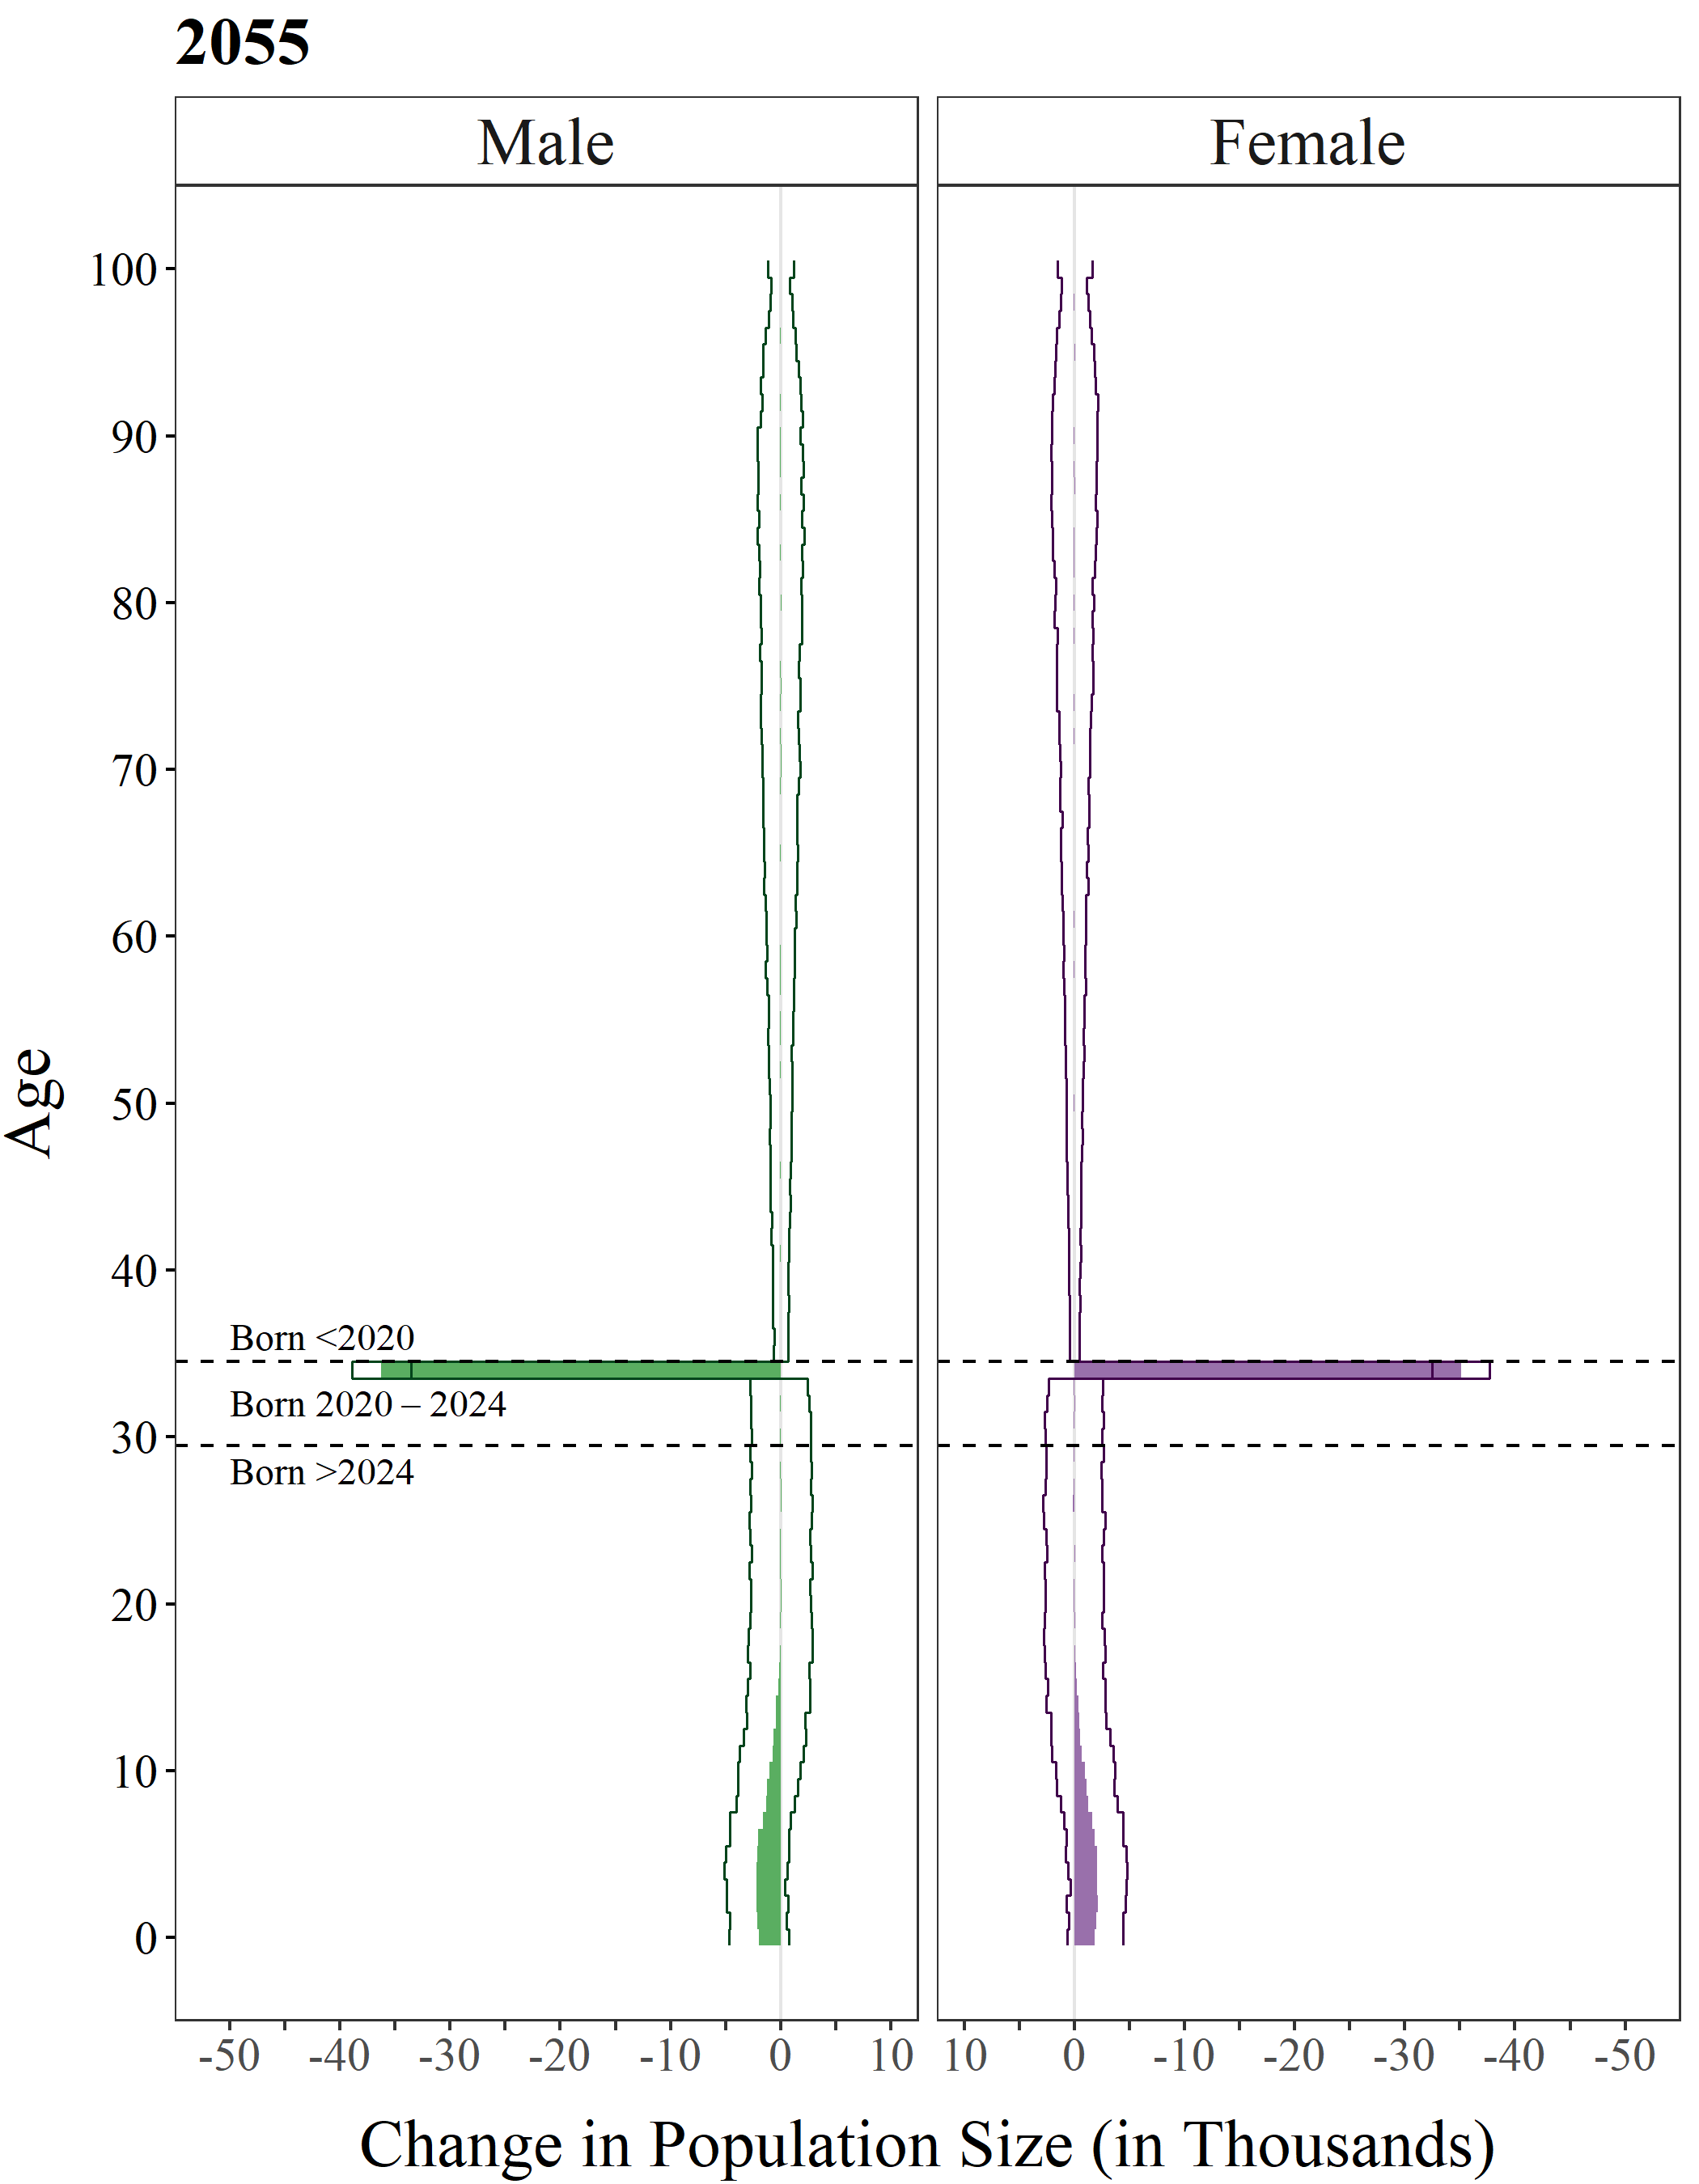 2055
Male
Female
Age
100
90
80
70
60
50
40
30
20
10
0
Born <2020
Born 2020 – 2024
Born >2024
-50 -40 -30 -20 -10 0 10
10 0 -10 -20 -30 -40 -50
Change in Population Size (in Thousands)